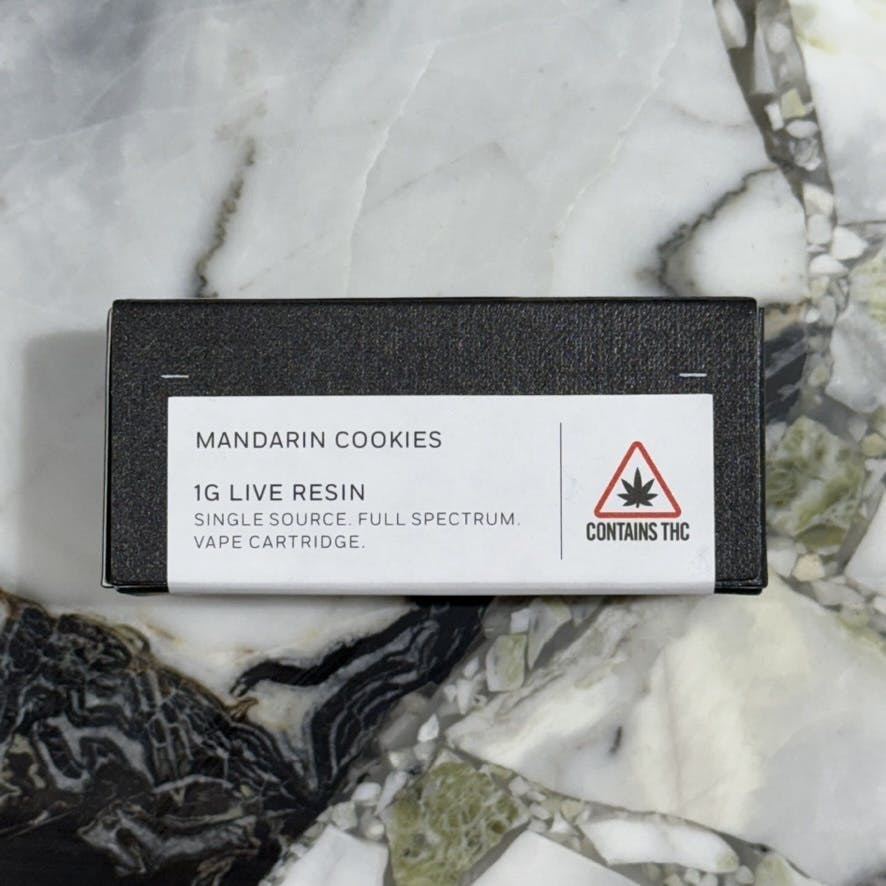 MANDARIN COOKIES
1G LIVE RESIN
SINGLE SOURCE. FULL SPECTRUM.
VAPE CARTRIDGE.
CONTAINS THC